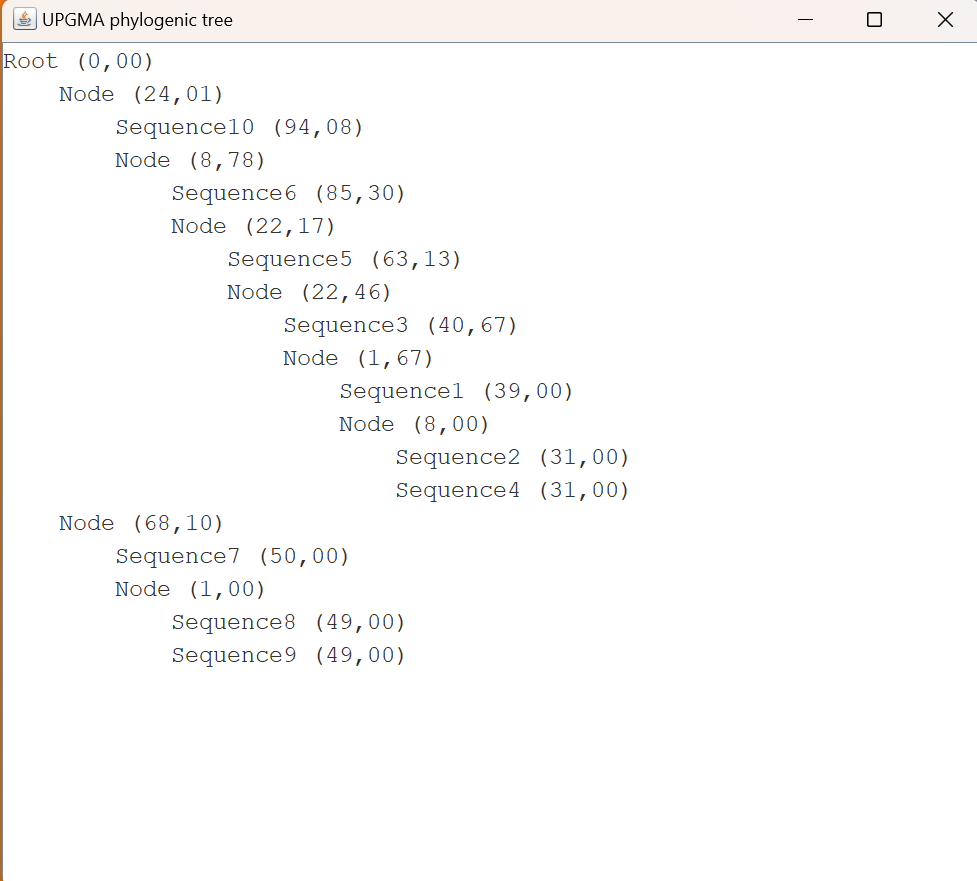 UPGMA phylogenic tree
Root (0,00)
Node (24,01)
Sequence10 (94,08)
Node (8,78)
Sequence6 (85,30)
Node (22,17)
Sequence5 (63,13)
Node (22,46)
Sequence3 (40,67)
Node (1,67)
Sequence1 (39,00)
Node (8,00)
Sequence2 (31,00)
Sequence4 (31,00)
Node (68,10)
Sequence7 (50,00)
Node (1,00)
Sequence8 (49,00)
Sequence9 (49,00)